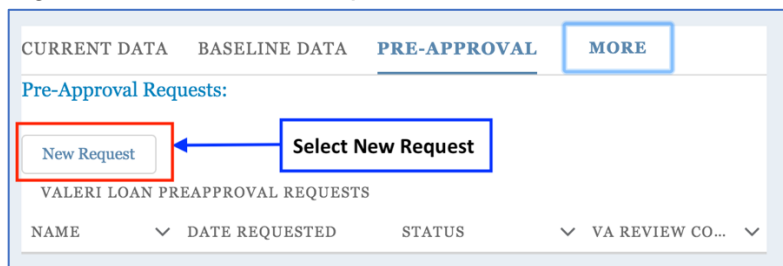 CURRENT DATA BASELINE DATA PRE-APPROVAL MORE
Pre-Approval Requests:
New Request Select New Request
VALERI LOAN PREAPPROVAL REQUESTS
NAME DATE REQUESTED STATUS VA REVIEW CO...